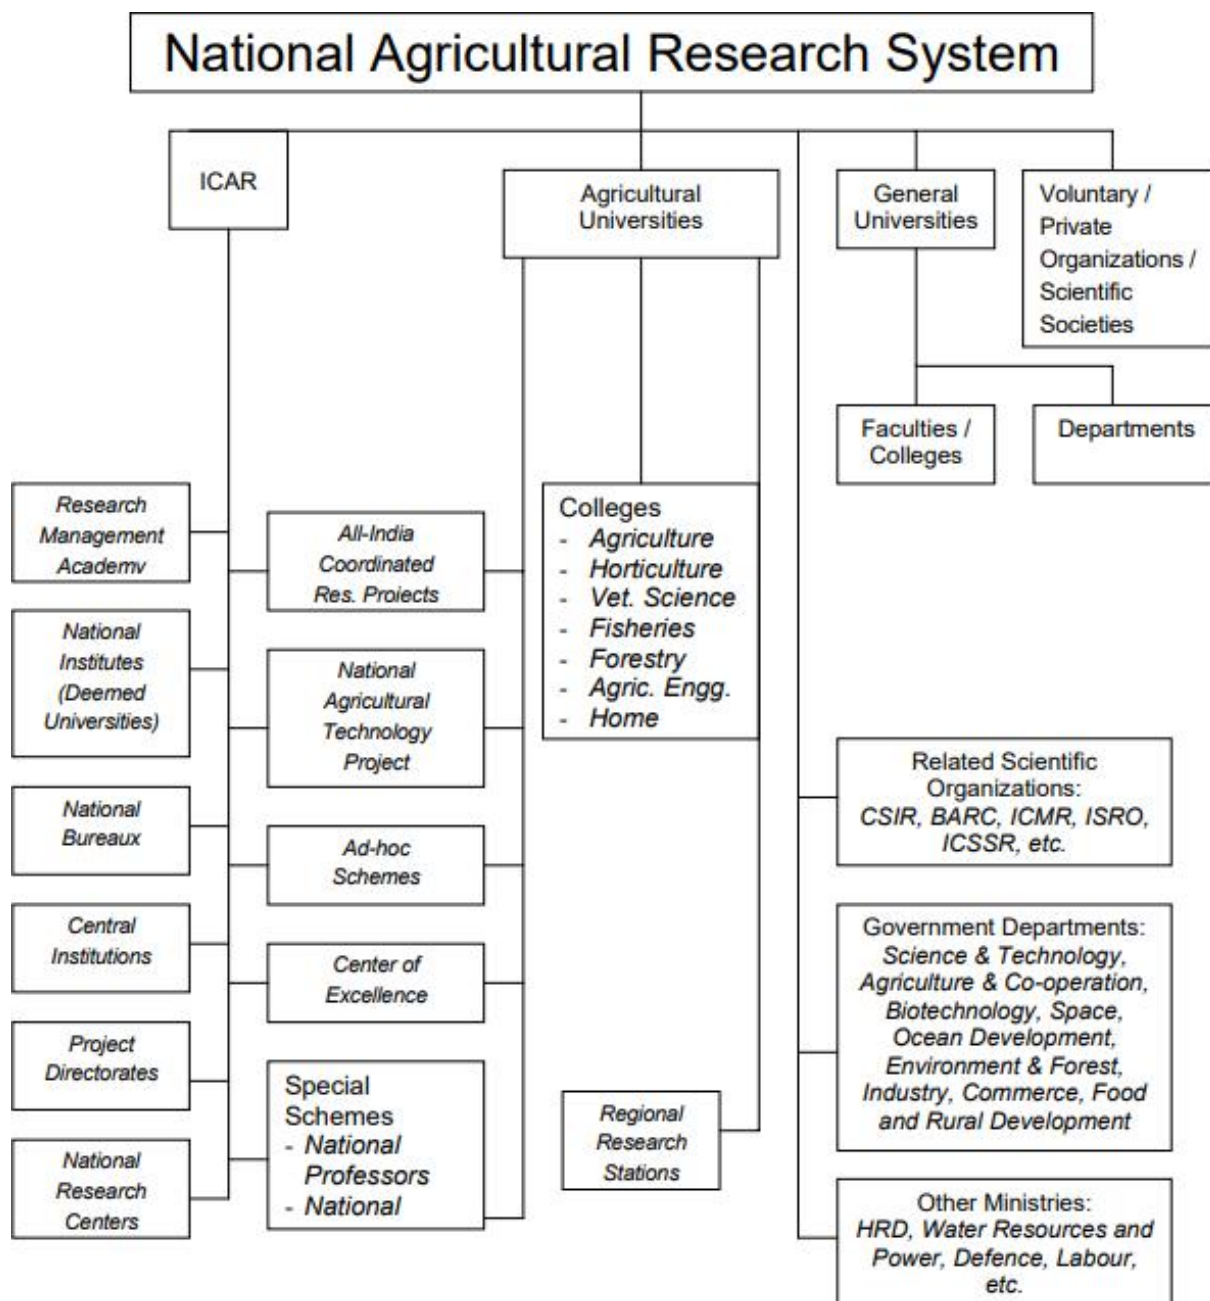 National Agricultural Research System
ICAR
Agricultural
Universities
General
Universities
Voluntary /
Private
Organizations /
Scientific
Societies
Faculties /
Colleges
Departments
Research
Management
Academy
National
Institutes
(Deemed
Universities)
National
Bureaux
Central
Institutions
Project
Directorates
National
Research
Centers
All-India
Coordinated
Res. Projects
National
Agricultural
Technology
Project
Ad-hoc
Schemes
Center of
Excellence
Special
Schemes
- National
Professors
- National
Colleges
- Agriculture
- Horticulture
- Vet. Science
- Fisheries
- Forestry
- Agric. Engg.
- Home
Regional
Research
Stations
Related Scientific
Organizations:
CSIR, BARC, ICMR, ISRO,
ICSSR, etc.
Government Departments:
Science & Technology,
Agriculture & Co-operation,
Biotechnology, Space,
Ocean Development,
Environment & Forest,
Industry, Commerce, Food
and Rural Development
Other Ministries:
HRD, Water Resources and
Power, Defence, Labour,
etc.